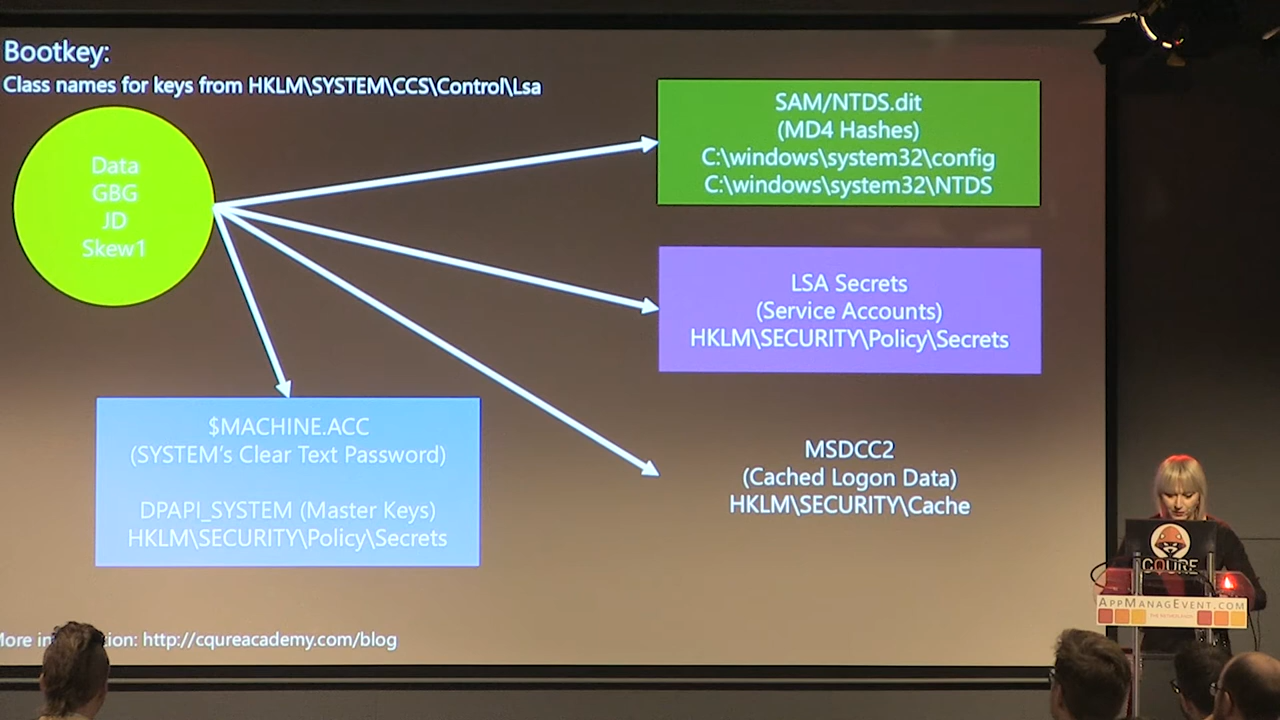 Bootkey:
Class names for keys from HKLM\SYSTEM\CCS\Control\Lsa
Data
GBG
JD
Skew1
SAM/NTDS.dit
(MD4 Hashes)
C:\windows\system32\config
C:\windows\system32\NTDS
LSA Secrets
(Service Accounts)
HKLM\SECURITY\Policy\Secrets
MSDCC2
(Cached Logon Data)
HKLM\SECURITY\Cache
$MACHINE.ACC
(SYSTEM's Clear Text Password)
DPAPI_SYSTEM (Master Keys)
HKLM\SECURITY\Policy\Secrets
http://cqureacademy.com/blog
CQURE
APPMANAGEVENT.COM